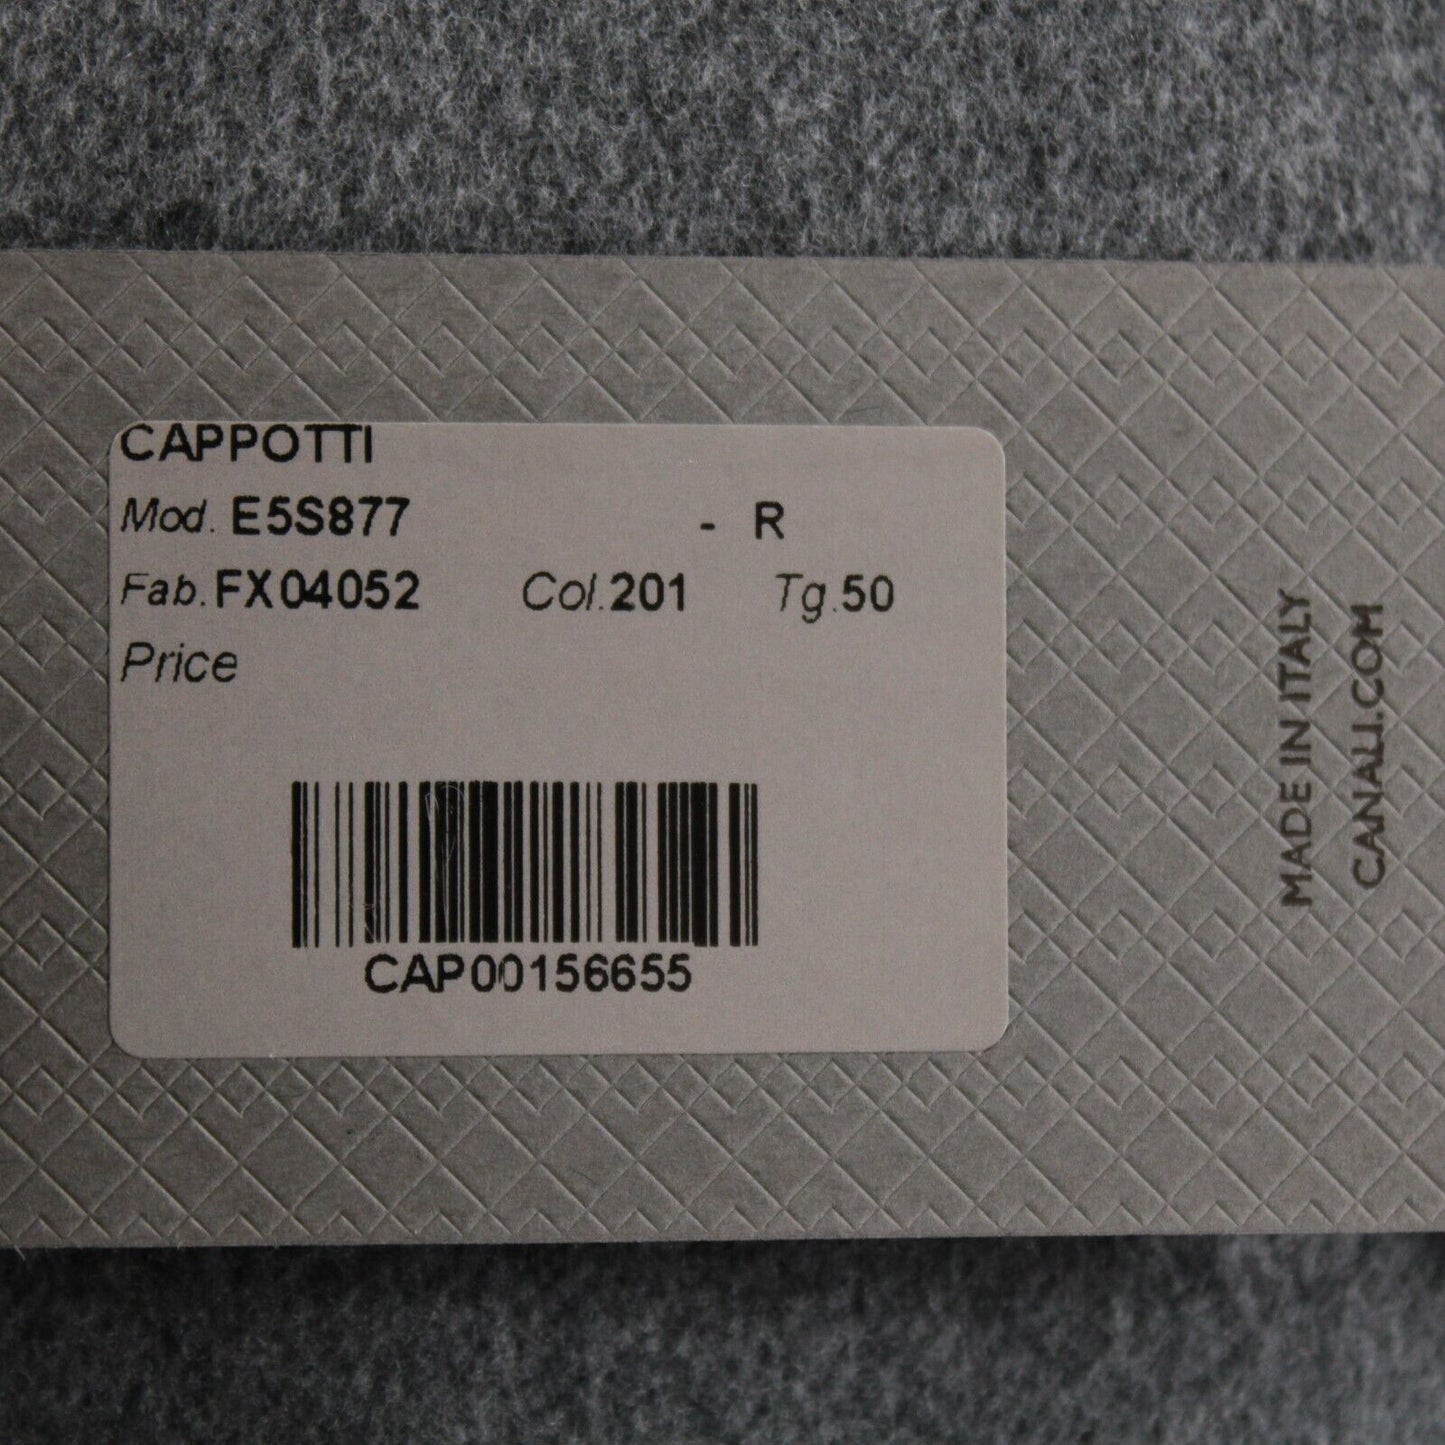 CAPPOTTI
Mod. E5S877 - R
Fab. FX04052 Col. 201 Tg. 50
Price
CAP00156655
MADE IN ITALY
CANALI.COM